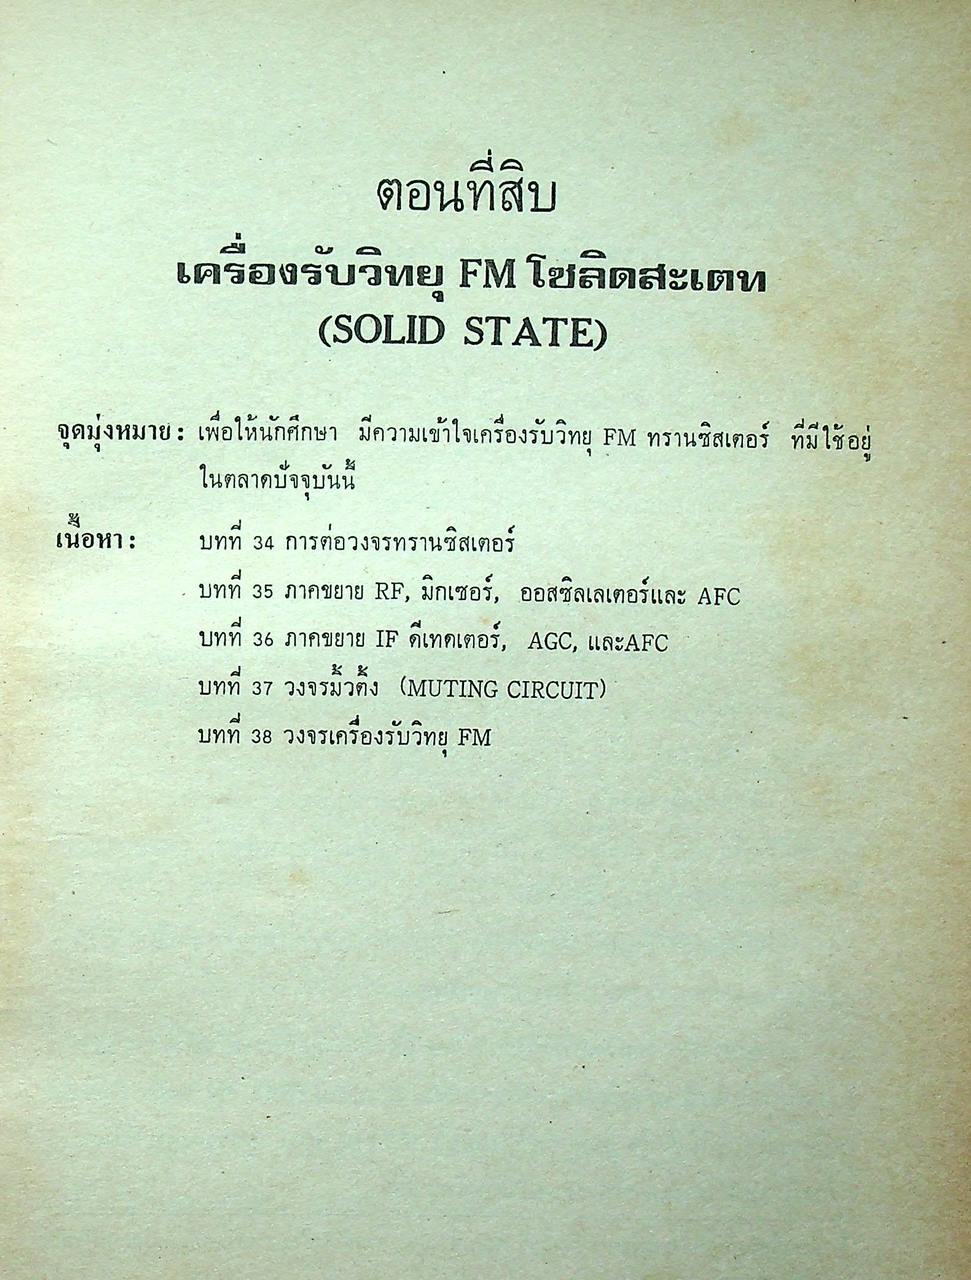 ตอนที่สิบ
เครื่องรับวิทยุ FM โซลิดสะเตท
(SOLID STATE)
จุดมุ่งหมาย : เพื่อให้นักศึกษา มีความเข้าใจเครื่องรับวิทยุ FM ทรานซิสเตอร์ ที่มีใช้อยู่
ในตลาดปัจจุบันนี้
เนื้อหา : บทที่ 34 การต่อวงจรทรานซิสเตอร์
บทที่ 35 ภาคขยาย RF, มิกเซอร์, ออสซิลเลเตอร์และ AFC
บทที่ 36 ภาคขยาย IF ดีเทคเตอร์, AGC, และAFC
บทที่ 37 วงจรมิ้วติ้ง (MUTING CIRCUIT)
บทที่ 38 วงจรเครื่องรับวิทยุ FM